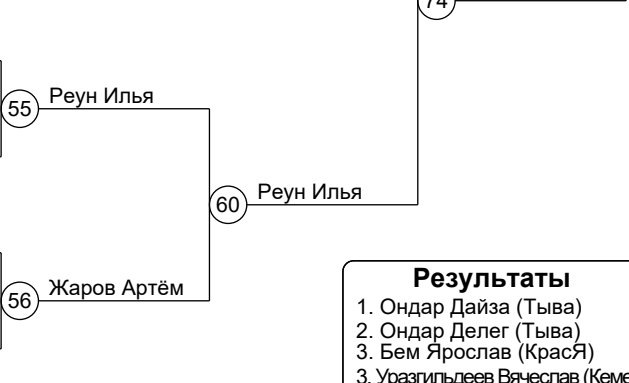 74
Реун Илья
55
Реун Илья
60
Жаров Артём
56
Результаты
1. Ондар Дайза (Тыва)
2. Ондар Делег (Тыва)
3. Бем Ярослав (КрасЯ)
3. Уразгильдеев Вячеслав (Кеме